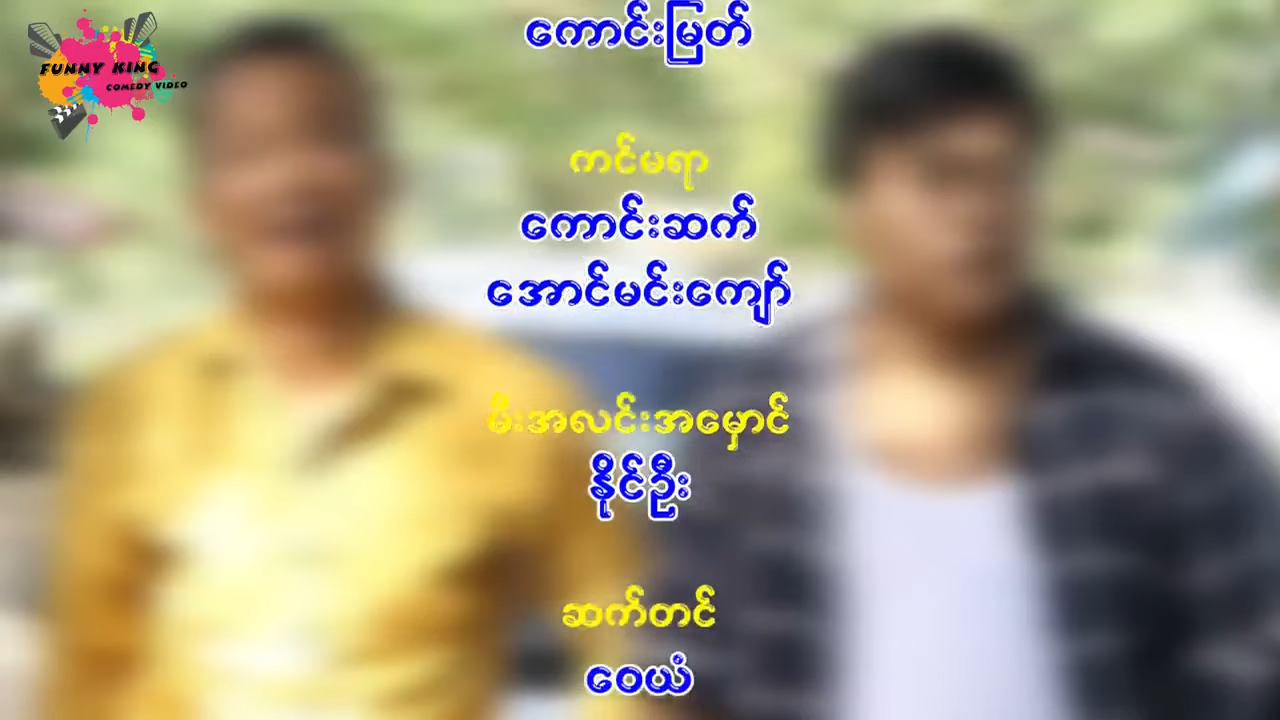 FUNNY KING
COMEDY VIDEO
ကောင်းမြတ်
ကင်မရာ
ကောင်းဆက်
အောင်မင်းကျော်
မီးအလင်းအမှောင်
နိုင်ဦး
ဆက်တင်
ဝေယံ